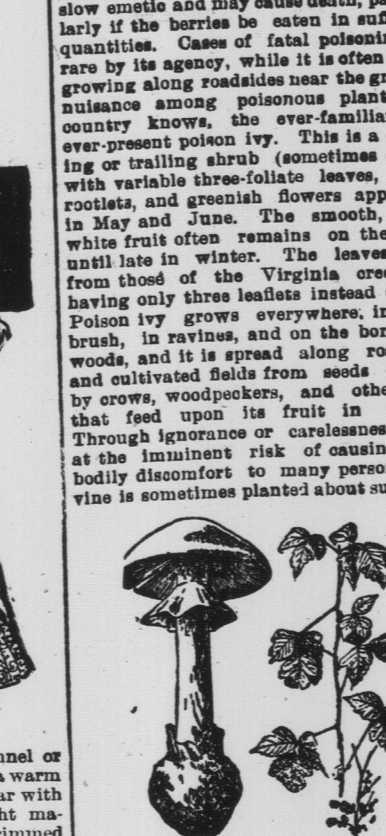 slow emetic and may cause death, p
larly if the berries be eaten in suf
quantities. Cases of fatal poisoni
rare by its agency, while it is often
growing along roadsides near the gr
nuisance among poisonous plant
country knows, the ever-familia
ever-present poison ivy. This is a
ing or trailing shrub (sometimes
with variable three-foliate leaves,
rootlets, and greenish flowers app
in May and June. The smooth,
white fruit often remains on the
until late in winter. The leave
from those of the Virginia cree
having only three leaflets instead
Poison ivy grows everywhere, in
brush, in ravines, and on the bor
woods, and it is spread along ro
and cultivated fields from seeds
by crows, woodpeckers, and othe
that feed upon its fruit in
Through ignorance or carelessnes
at the imminent risk of causin
bodily discomfort to many perso
vine is sometimes planted about su
nnel or
warm
ar with
ht ma-
rimmed